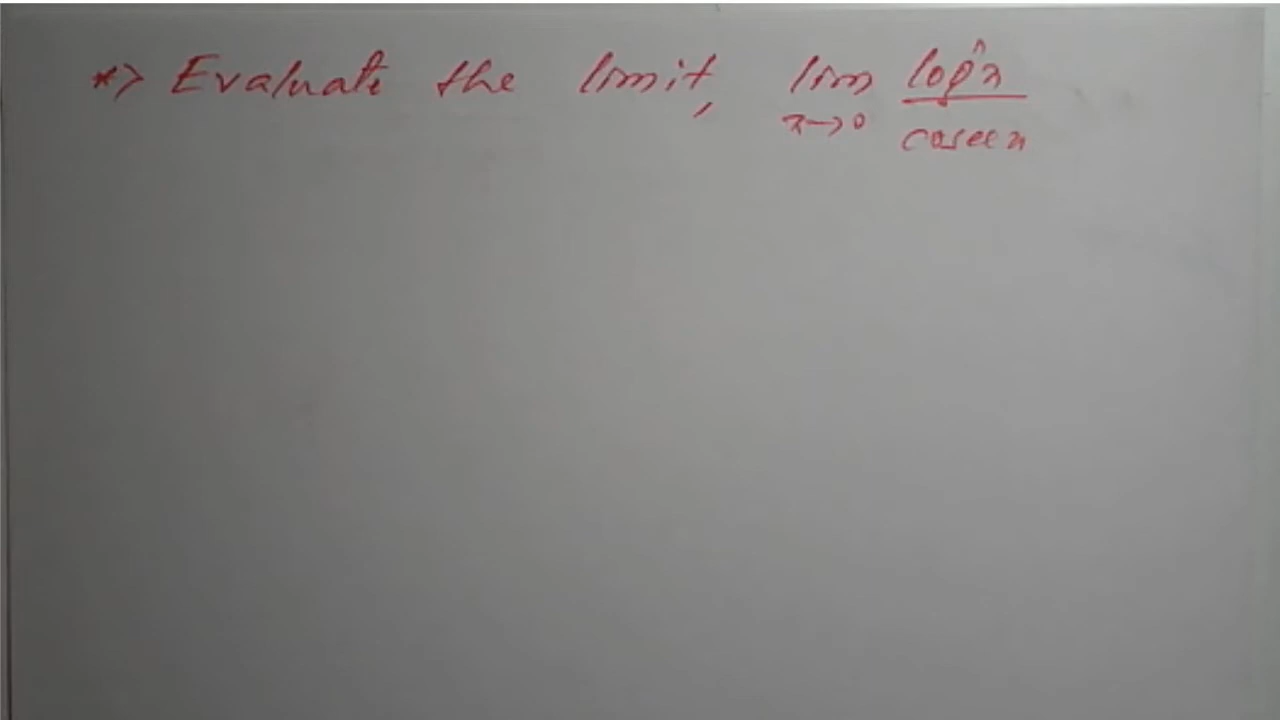 *> Evaluate the limit, lim x→0 log^x / cosec x